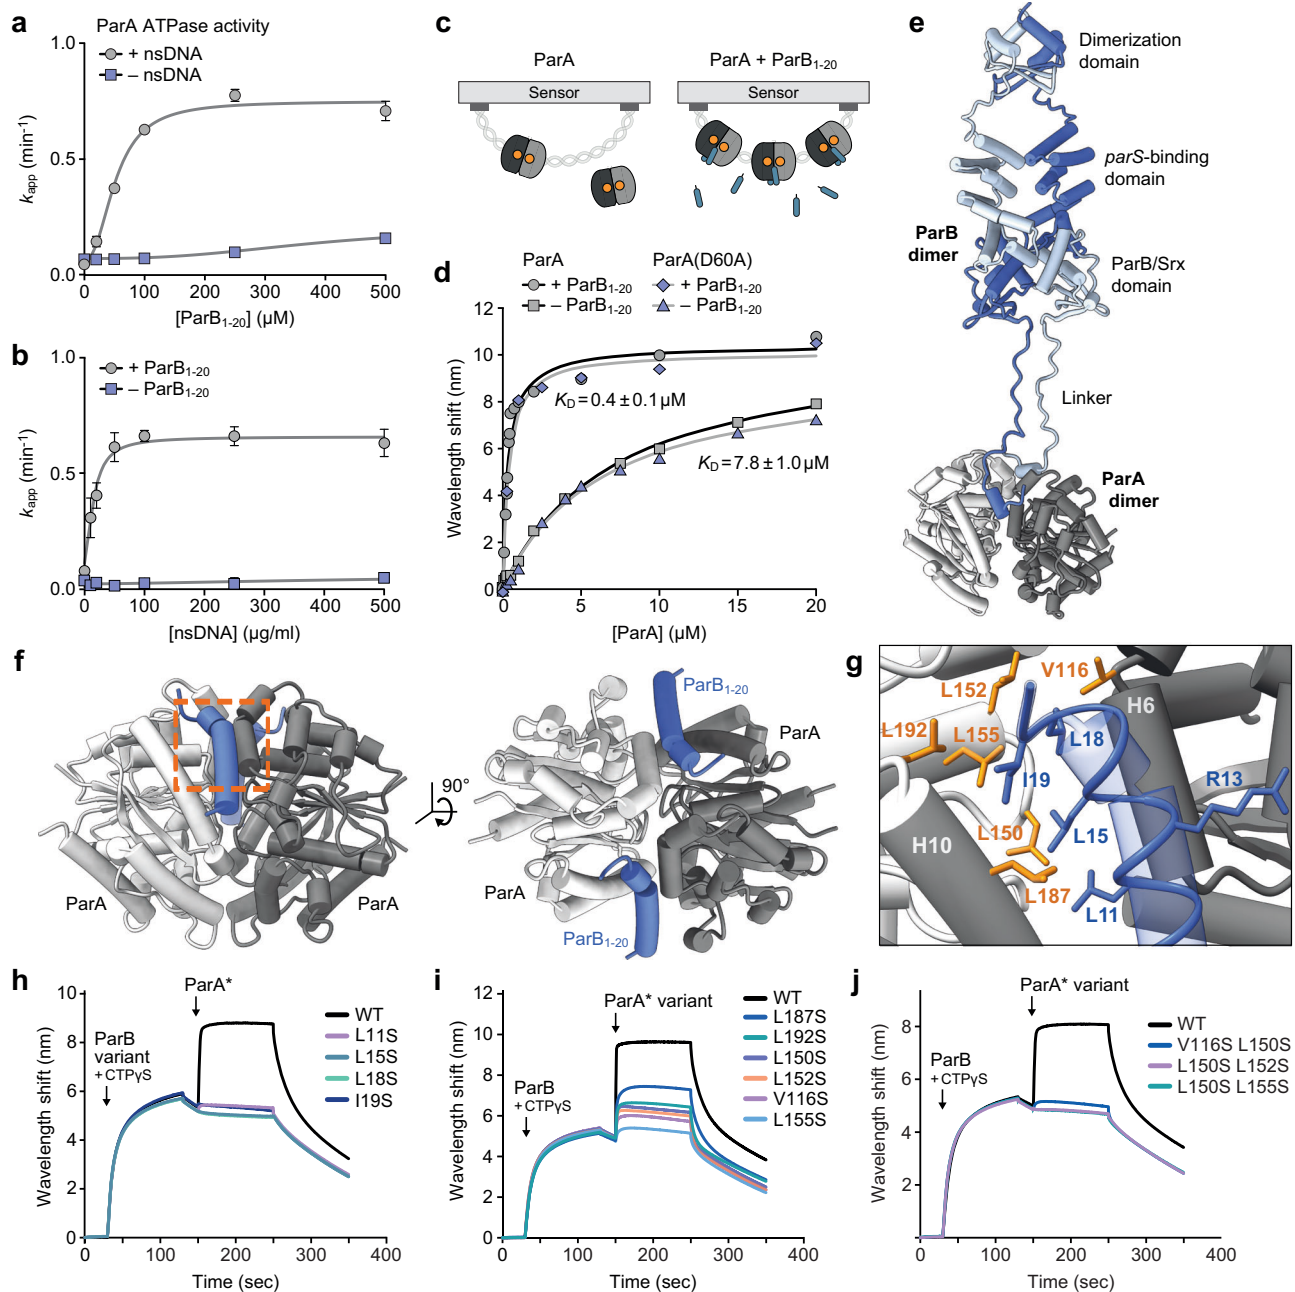 a
ParA ATPase activity
+ nsDNA
– nsDNA
1.0
0.5
0.0
kapp (min-1)
0 100 200 300 400 500
[ParB1-20] (µM)
b
+ ParB1-20
– ParB1-20
1.0
0.5
0.0
kapp (min-1)
0 100 200 300 400 500
[nsDNA] (µg/ml)
c
ParA
Sensor
ParA + ParB1-20
Sensor
d
ParA
+ ParB1-20
– ParB1-20
ParA(D60A)
+ ParB1-20
– ParB1-20
12
10
8
6
4
2
0
Wavelength shift (nm)
KD = 0.4 ± 0.1 µM
KD = 7.8 ± 1.0 µM
0 5 10 15 20
[ParA] (µM)
e
Dimerization
domain
parS-binding
domain
ParB
dimer
ParB/Srx
domain
Linker
ParA
dimer
f
ParA
ParA
90°
ParB1-20
ParA
ParA
ParB1-20
g
V116
L152
H6
L192
L155
L18
R13
I19
L150
L15
H10
L187
L11
h
ParA*
10
8
6
4
2
0
Wavelength shift (nm)
ParB
variant
+CTPγS
WT
L11S
L15S
L18S
I19S
0 100 200 300 400
Time (sec)
i
ParA* variant
12
10
8
6
4
2
0
Wavelength shift (nm)
ParB
+CTPγS
WT
L187S
L192S
L150S
L152S
V116S
L155S
0 100 200 300 400
Time (sec)
j
ParA* variant
8
6
4
2
Wavelength shift (nm)
ParB
+CTPγS
WT
V116S L150S
L150S L152S
L150S L155S
0 100 200 300 400
Time (sec)